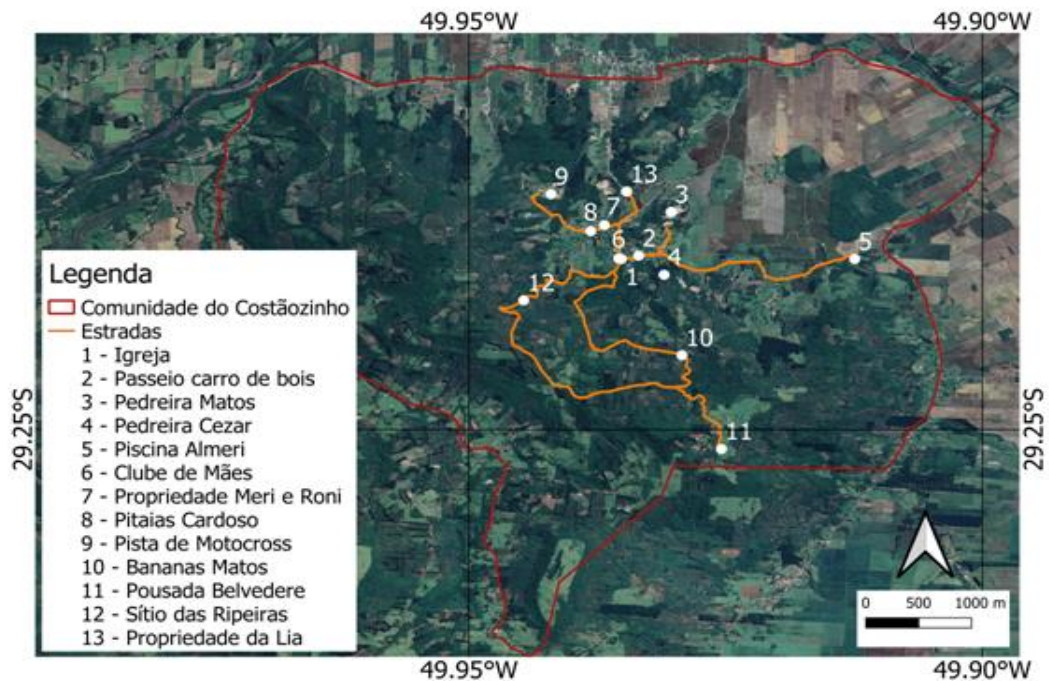 49.95°W
49.90°W
9
13
3
7
8
6
2
5
4
1
12
10
11
29.25°S
29.25°S
Legenda
Comunidade do Costãozinho
Estradas
1 - Igreja
2 - Passeio carro de bois
3 - Pedreira Matos
4 - Pedreira Cezar
5 - Piscina Almeri
6 - Clube de Mães
7 - Propriedade Meri e Roni
8 - Pitaias Cardoso
9 - Pista de Motocross
10 - Bananas Matos
11 - Pousada Belvedere
12 - Sítio das Ripeiras
13 - Propriedade da Lia
0 500 1000 m
49.95°W
49.90°W